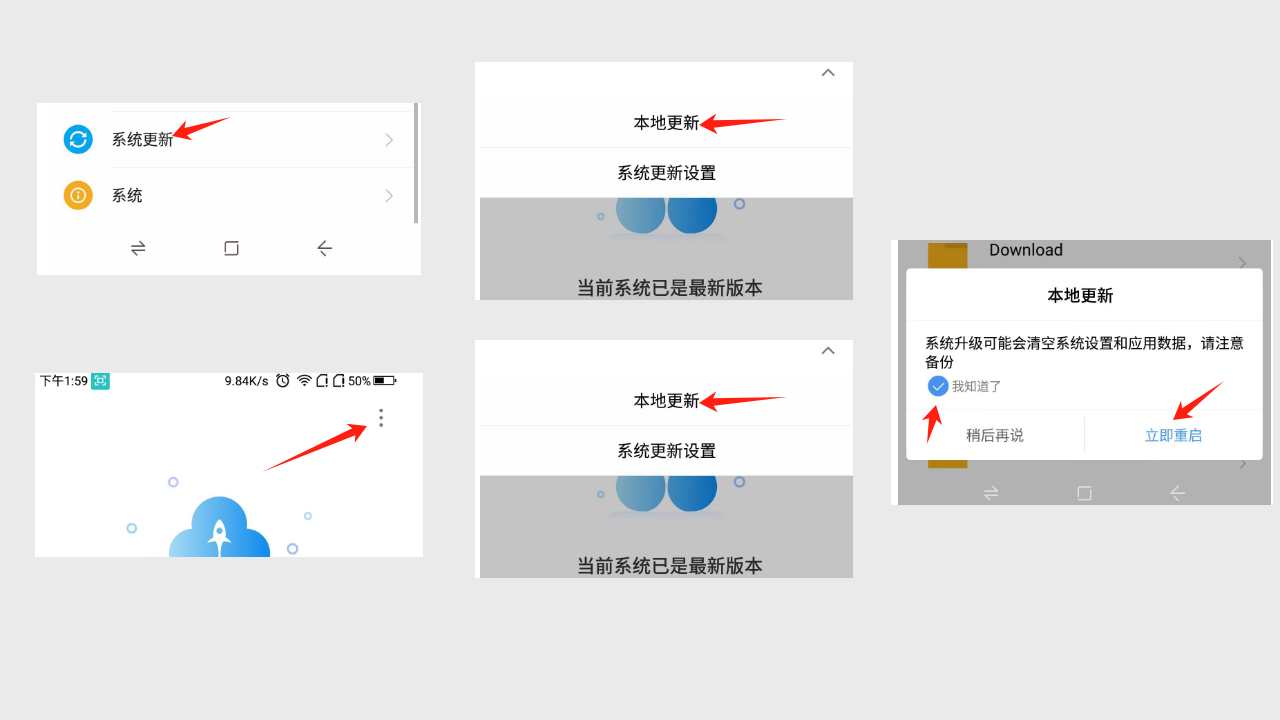 系统更新
系统
下午1:59
9.84K/s
50%
本地更新
系统更新设置
当前系统已是最新版本
本地更新
系统更新设置
当前系统已是最新版本
Download
本地更新
系统升级可能会清空系统设置和应用数据，请注意
备份
我知道了
稍后再说
立即重启